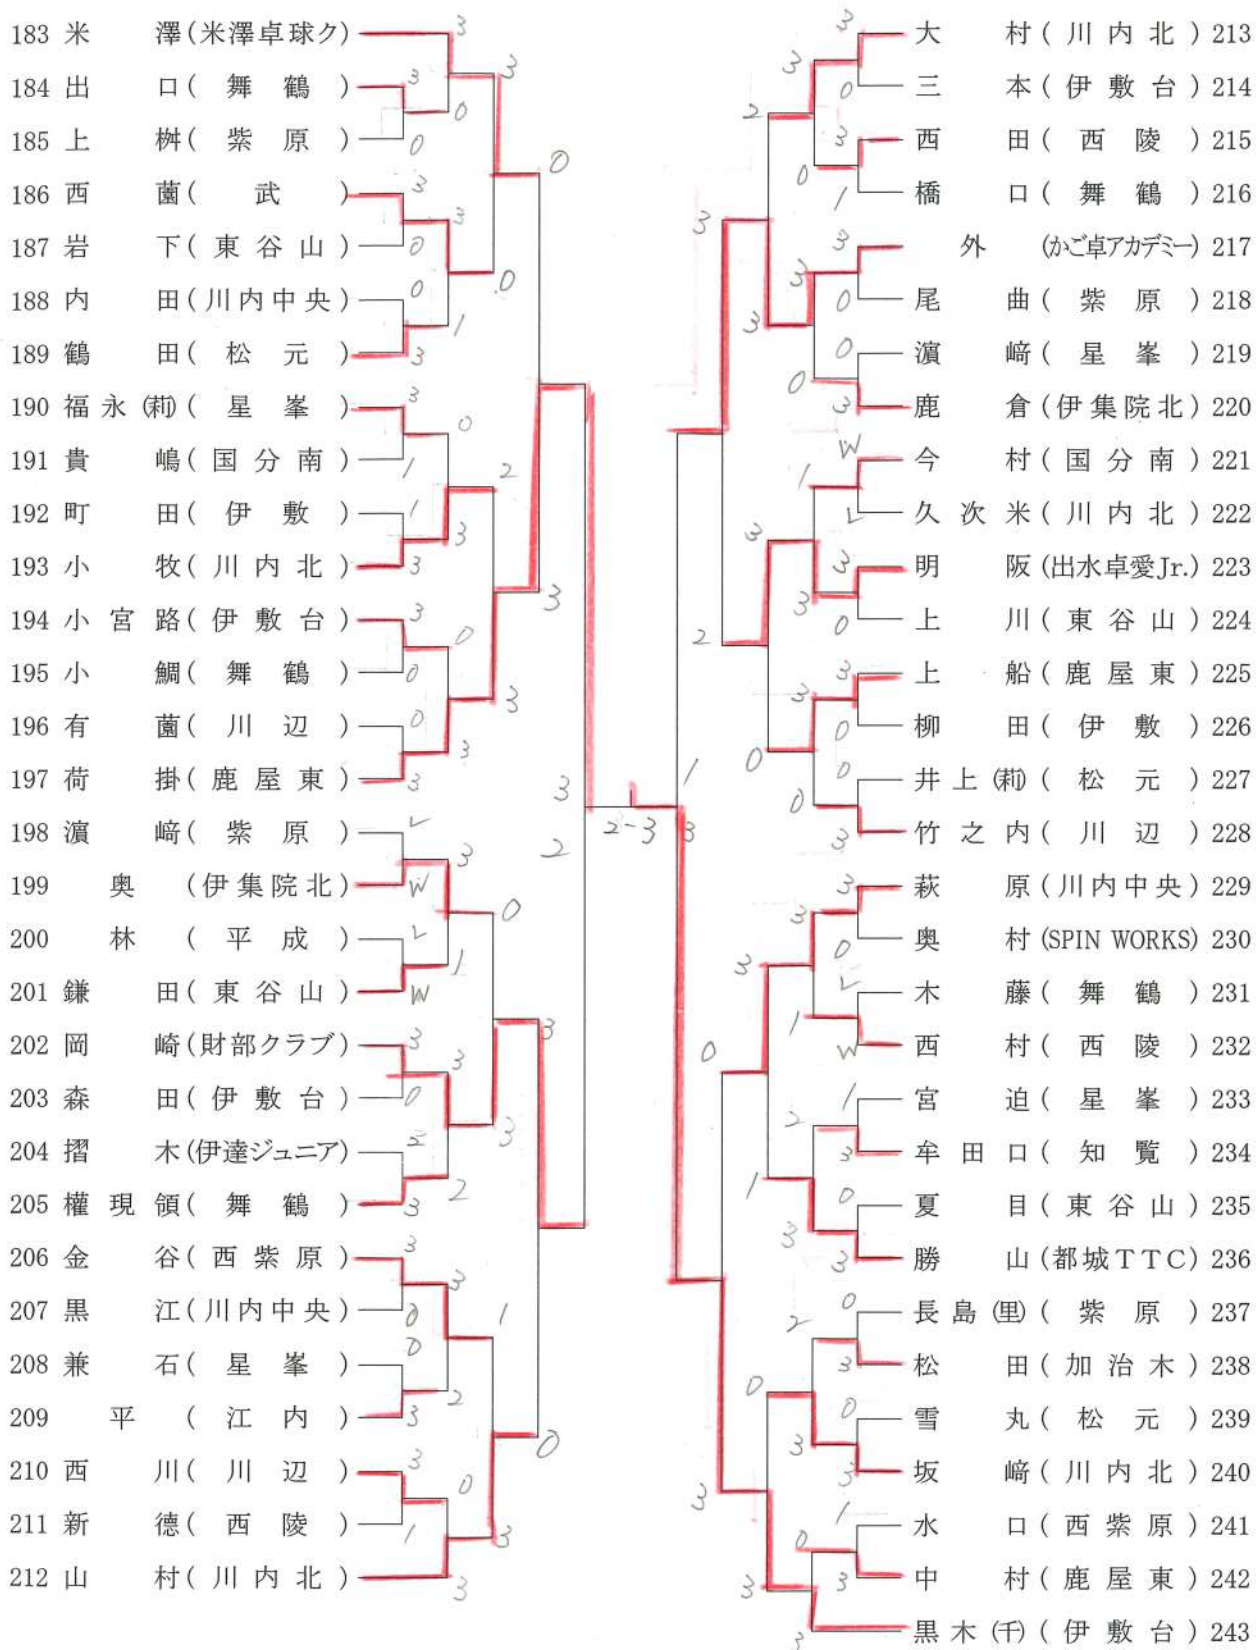 183 米澤(米澤卓球ク)
184 出口(舞鶴)
185 上桝(紫原)
186 西薗(武)
187 岩下(東谷山)
188 内田(川内中央)
189 鶴田(松元)
190 福永(莉)(星峯)
191 貴嶋(国分南)
192 町田(伊敷)
193 小牧(川内北)
194 小宮路(伊敷台)
195 小鯛(舞鶴)
196 有薗(川辺)
197 荷掛(鹿屋東)
198 濵﨑(紫原)
199 奥(伊集院北)
200 林(平成)
201 鎌田(東谷山)
202 岡崎(財部クラブ)
203 森田(伊敷台)
204 摺木(伊達ジュニア)
205 權現領(舞鶴)
206 金谷(西紫原)
207 黒江(川内中央)
208 兼石(星峯)
209 平(江内)
210 西川(川辺)
211 新德(西陵)
212 山村(川内北)
2-3
大村(川内北) 213
三本(伊敷台) 214
西田(西陵) 215
橋口(舞鶴) 216
外(かご卓アカデミー) 217
尾曲(紫原) 218
濵﨑(星峯) 219
鹿倉(伊集院北) 220
今村(国分南) 221
久次米(川内北) 222
明阪(出水卓愛Jr.) 223
上川(東谷山) 224
上船(鹿屋東) 225
柳田(伊敷) 226
井上(莉)(松元) 227
竹之内(川辺) 228
萩原(川内中央) 229
奥村(SPIN WORKS) 230
木藤(舞鶴) 231
西村(西陵) 232
宮迫(星峯) 233
牟田口(知覧) 234
夏目(東谷山) 235
勝山(都城TTC) 236
長島(里)(紫原) 237
松田(加治木) 238
雪丸(松元) 239
坂﨑(川内北) 240
水口(西紫原) 241
中村(鹿屋東) 242
黒木(千)(伊敷台) 243